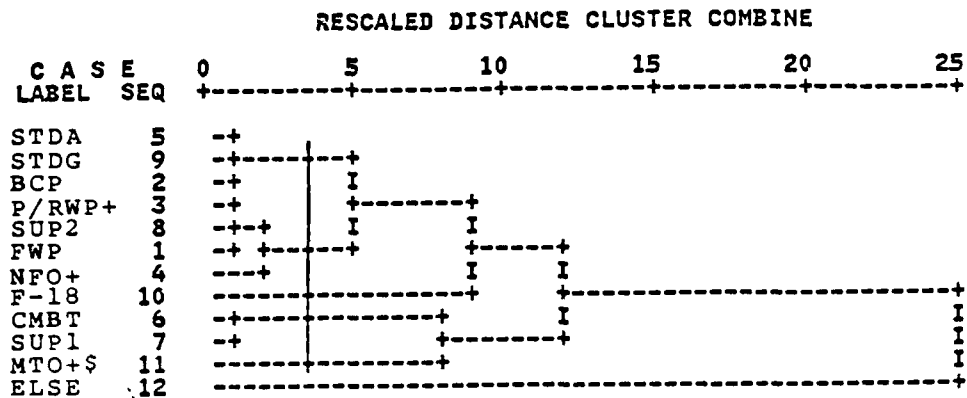 RESCALED DISTANCE CLUSTER COMBINE
C A S E 0 5 10 15 20 25
LABEL SEQ +---------+---------+---------+---------+---------+
STDA 5 -+
STDG 9 -+-------+
BCP 2 -+ I
P/RWP+ 3 -+ +-------+
SUP2 8 -+-+ I I
FWP 1 -+ +-----+ +-----+
NFO+ 4 ---+ I I
F-18 10 -----------------+ +--------------------------+
CMBT 6 -+-------------+ I I
SUP1 7 -+ +-------+ I
MTO+$ 11 ---------------+ I
ELSE 12 -------------------------------------------------+